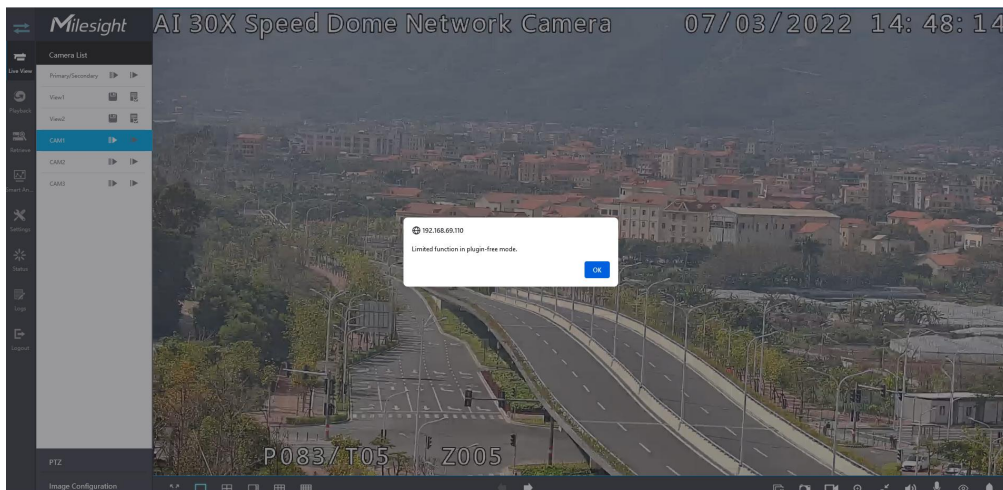 Milesight
AI 30X Speed Dome Network Camera
07/03/2022 14:48:14
Live View
Playback
Retrieve
Smart An...
Settings
Status
Logs
Logout
Camera List
Primary/Secondary
View1
View2
CAM1
CAM2
CAM3
192.168.69.110
Limited function in plugin-free mode.
OK
P083/T05
Z005
PTZ
Image Configuration